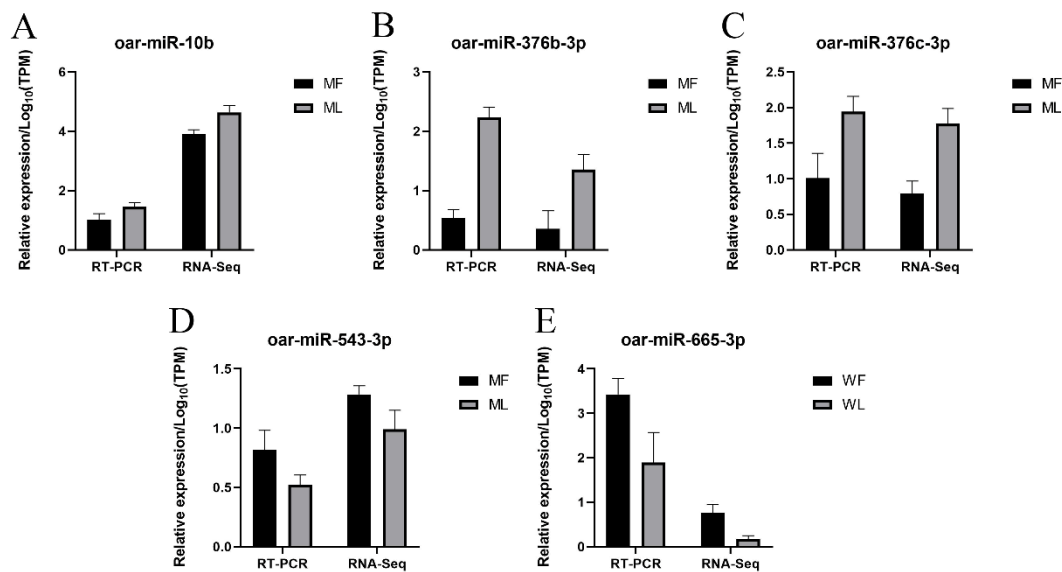 A
oar-miR-10b
Relative expression/Log₁₀(TPM)
6
4
2
0
RT-PCR
RNA-Seq
MF
ML
B
oar-miR-376b-3p
Relative expression/Log₁₀(TPM)
3
2
1
0
RT-PCR
RNA-Seq
MF
ML
C
oar-miR-376c-3p
Relative expression/Log₁₀(TPM)
2.5
2.0
1.5
1.0
0.5
0.0
RT-PCR
RNA-Seq
MF
ML
D
oar-miR-543-3p
Relative expression/Log₁₀(TPM)
1.5
1.0
0.5
0.0
RT-PCR
RNA-Seq
MF
ML
E
oar-miR-665-3p
Relative expression/Log₁₀(TPM)
4
3
2
1
0
RT-PCR
RNA-Seq
WF
WL